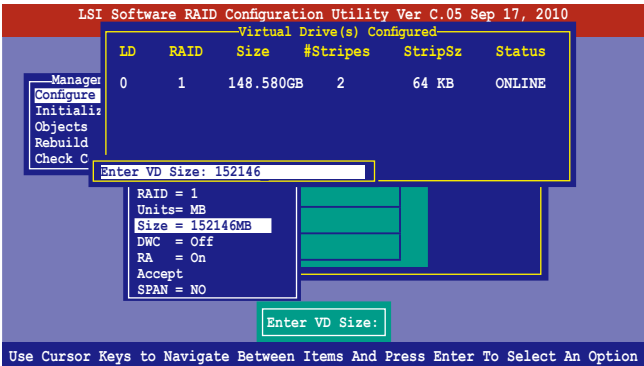 LSI Software RAID Configuration Utility Ver C.05 Sep 17, 2010
Virtual Drive(s) Configured
LD RAID Size #Stripes StripSz Status
0 1 148.580GB 2 64 KB ONLINE
Configure
Objects
Rebuild
Check C
Enter VD Size: 152146_
RAID = 1
Units= MB
Size = 152146MB
DWC = Off
RA = On
Accept
SPAN = NO
Enter VD Size:
Use Cursor Keys to Navigate Between Items And Press Enter To Select An Option